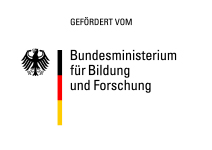 GEFÖRDERT VOM
Bundesministerium
für Bildung
und Forschung